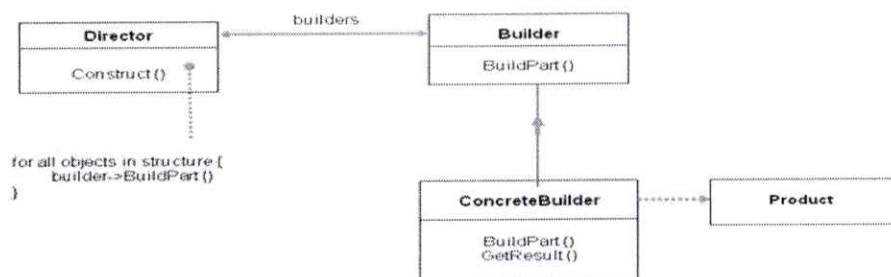 builders
Director
Construct()
Builder
BuildPart()
for all objects in structure {
builder->BuildPart()
}
ConcreteBuilder
BuildPart()
GetResult()
Product